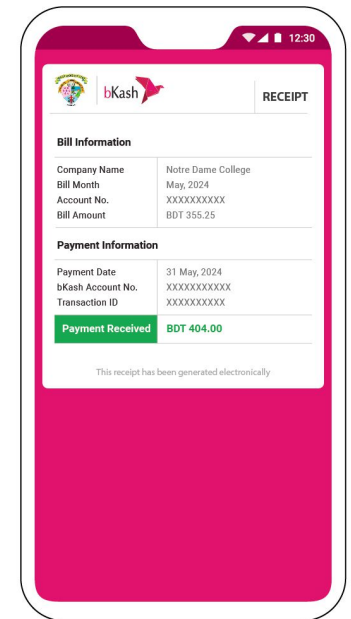 12:30
bKash
RECEIPT
Bill Information
Company Name Notre Dame College
Bill Month May, 2024
Account No. XXXXXXXXXX
Bill Amount BDT 355.25
Payment Information
Payment Date 31 May, 2024
bKash Account No. XXXXXXXXXXX
Transaction ID XXXXXXXXXX
Payment Received BDT 404.00
This receipt has been generated electronically